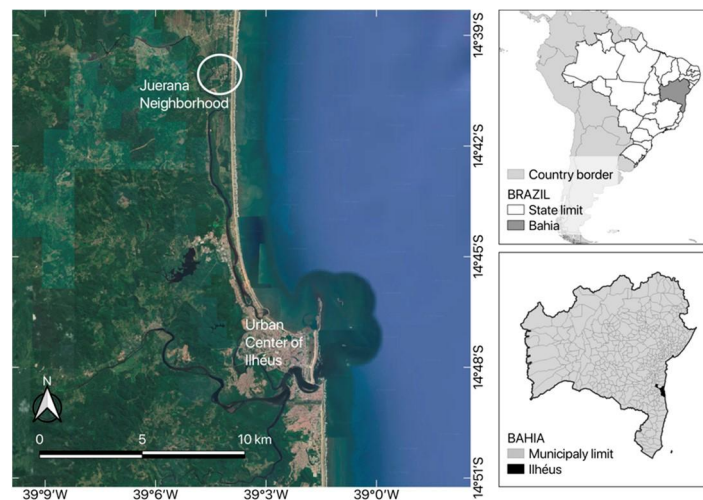 Juerana
Neighborhood
Urban
Center of
Ilhéus
N
0 5 10 km
39°9'W 39°6'W 39°3'W 39°0'W
14°39'S
14°42'S
14°45'S
14°48'S
14°51'S
Country border
BRAZIL
State limit
Bahia
BAHIA
Municipaly limit
Ilhéus